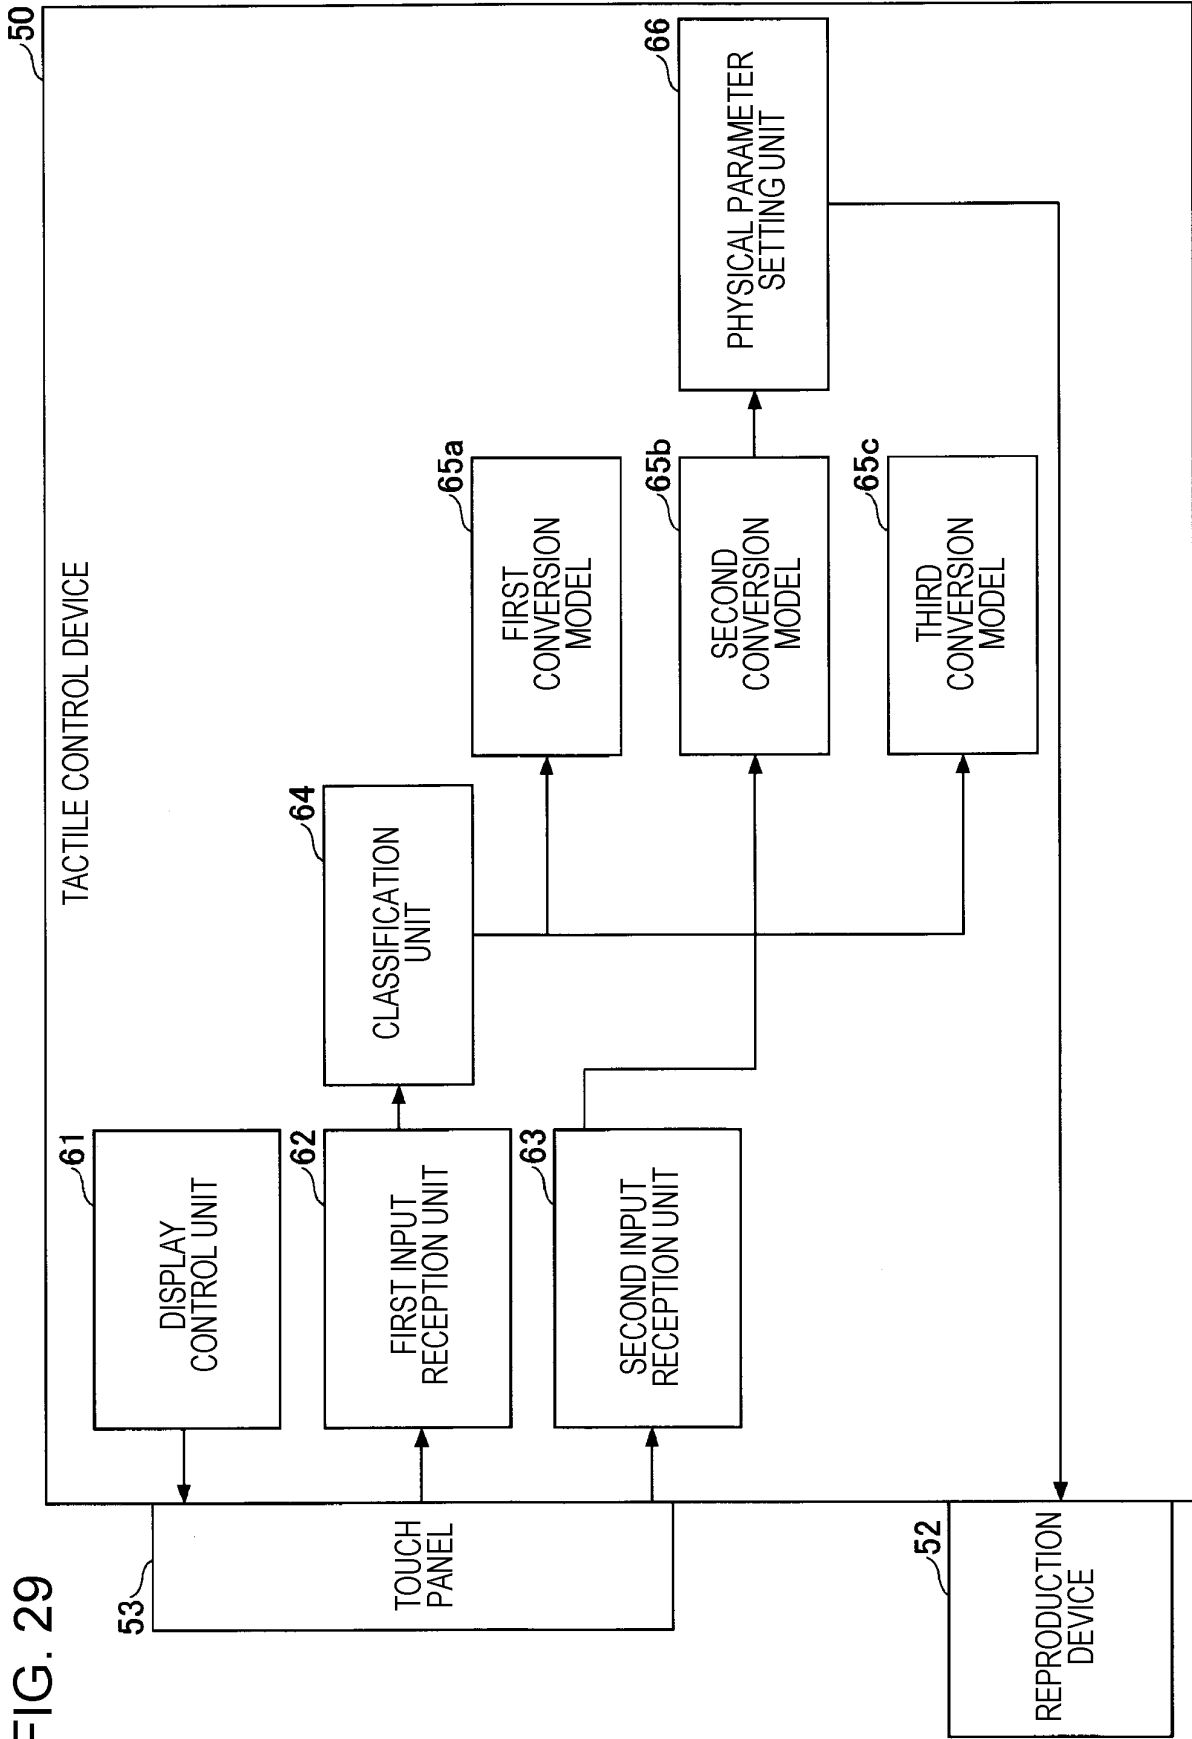 FIG. 29
50
TACTILE CONTROL DEVICE
53
TOUCH
PANEL
61
DISPLAY
CONTROL UNIT
62
FIRST INPUT
RECEPTION UNIT
63
SECOND INPUT
RECEPTION UNIT
64
CLASSIFICATION
UNIT
65a
FIRST
CONVERSION
MODEL
65b
SECOND
CONVERSION
MODEL
65c
THIRD
CONVERSION
MODEL
66
PHYSICAL PARAMETER
SETTING UNIT
52
REPRODUCTION
DEVICE